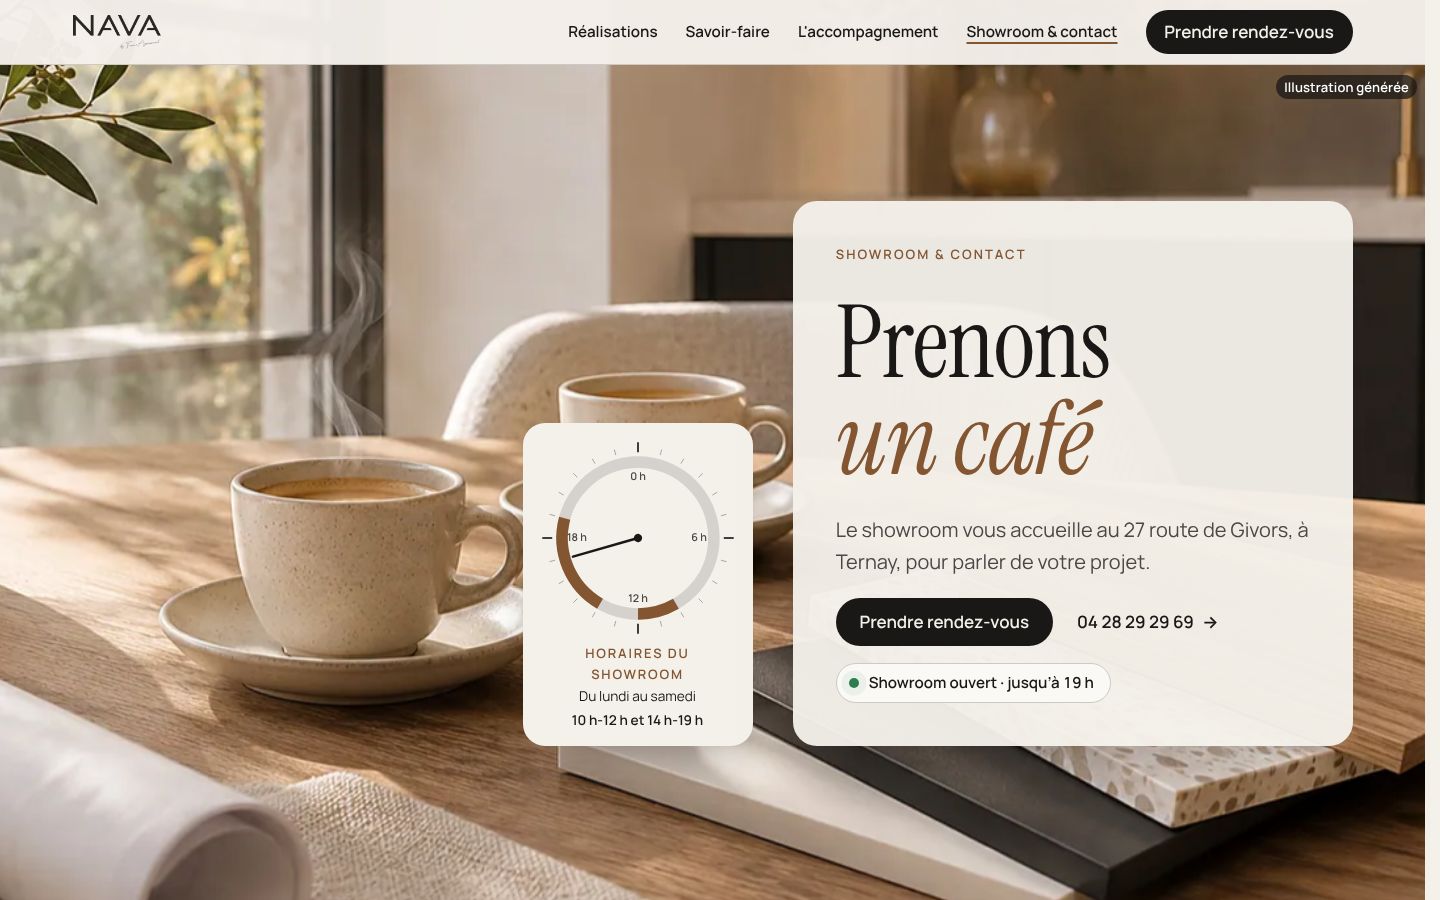 NAVA
Réalisations
Savoir-faire
L'accompagnement
Showroom & contact
Prendre rendez-vous
Illustration générée
SHOWROOM & CONTACT
Prenons
un café
Le showroom vous accueille au 27 route de Givors, à
Ternay, pour parler de votre projet.
Prendre rendez-vous
04 28 29 29 69 →
Showroom ouvert · jusqu'à 19 h
0 h
18 h
6 h
12 h
HORAIRES DU
SHOWROOM
Du lundi au samedi
10 h-12 h et 14 h-19 h